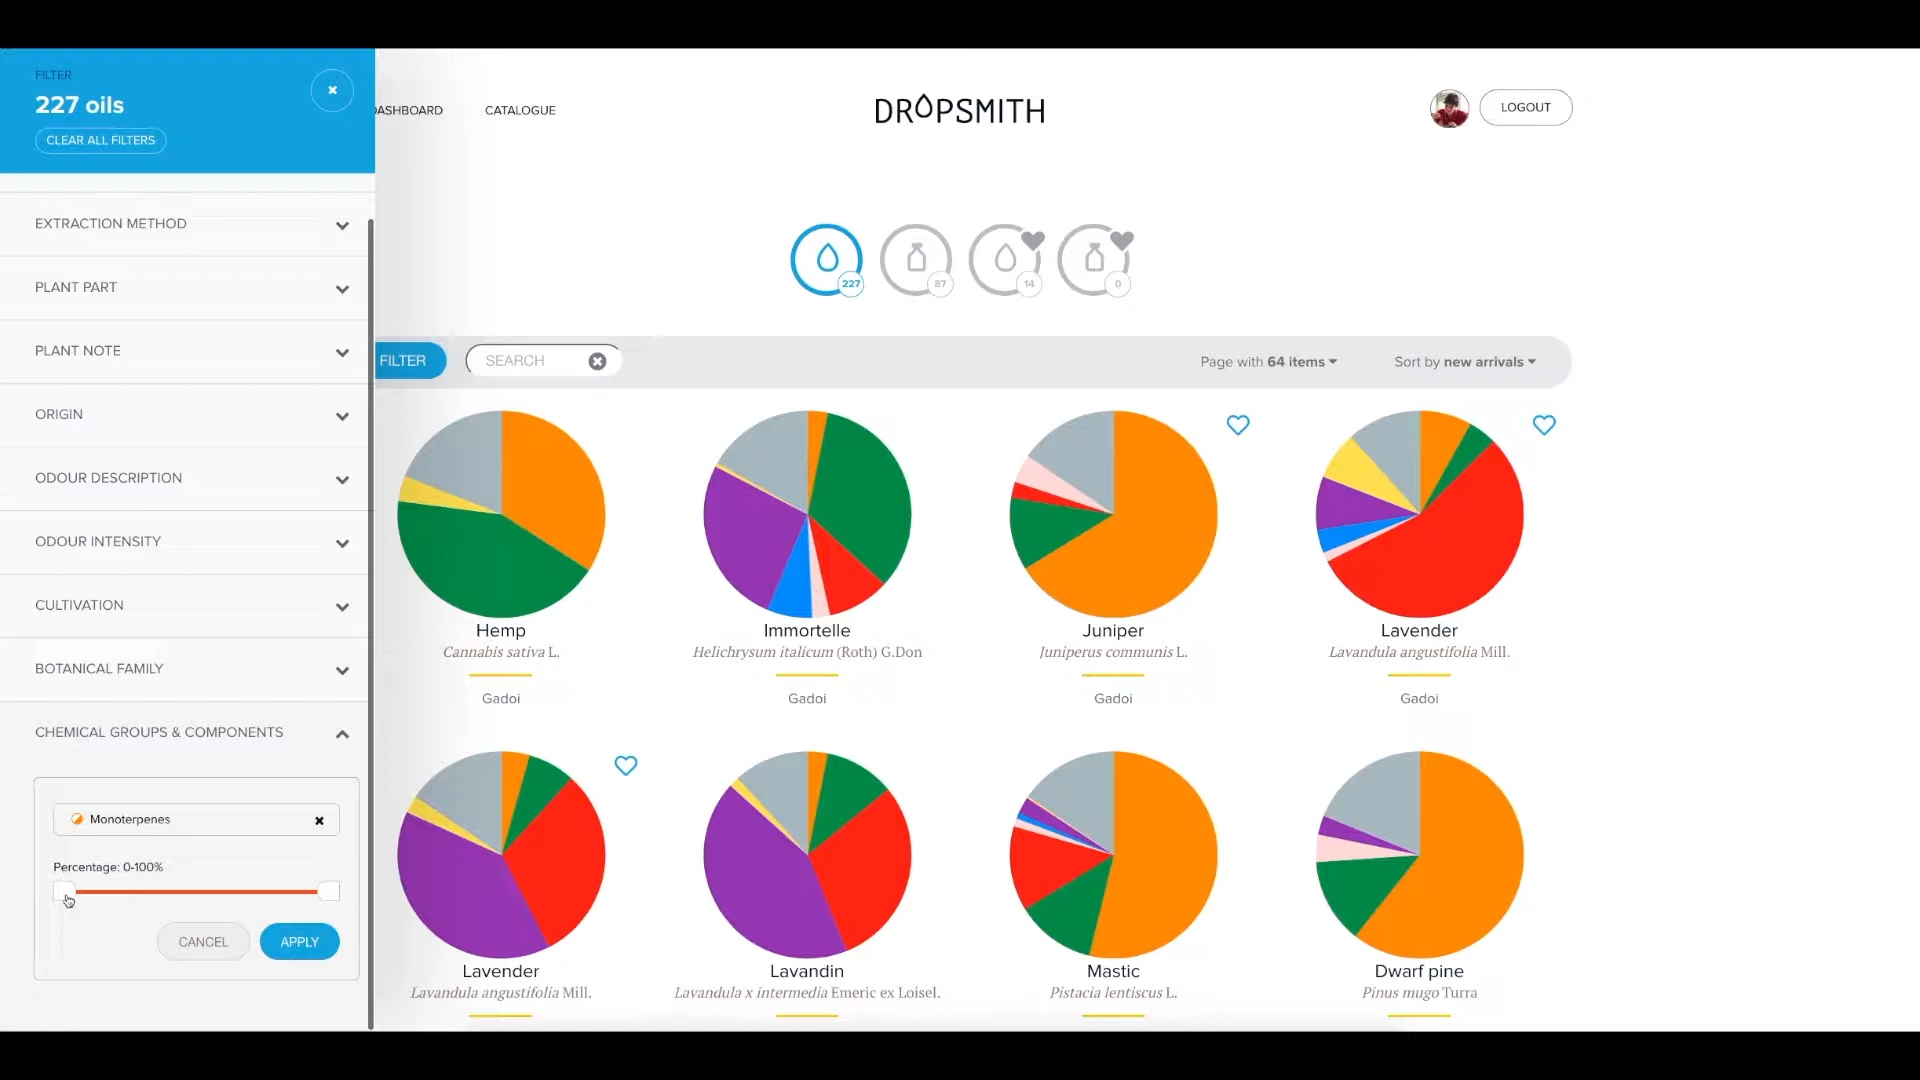 FILTER
227 oils
CLEAR ALL FILTERS
DASHBOARD
CATALOGUE
DROPSMITH
LOGOUT
227
87
14
0
EXTRACTION METHOD
PLANT PART
PLANT NOTE
ORIGIN
ODOUR DESCRIPTION
ODOUR INTENSITY
CULTIVATION
BOTANICAL FAMILY
CHEMICAL GROUPS & COMPONENTS
Monoterpenes
Percentage: 0-100%
CANCEL
APPLY
FILTER
SEARCH
Page with 64 items
Sort by new arrivals
Hemp
Cannabis sativa L.
Gadoi
Immortelle
Helichrysum italicum (Roth) G.Don
Gadoi
Juniper
Juniperus communis L.
Gadoi
Lavender
Lavandula angustifolia Mill.
Gadoi
Lavender
Lavandula angustifolia Mill.
Lavandin
Lavandula x intermedia Emeric ex Loisel.
Mastic
Pistacia lentiscus L.
Dwarf pine
Pinus mugo Turra